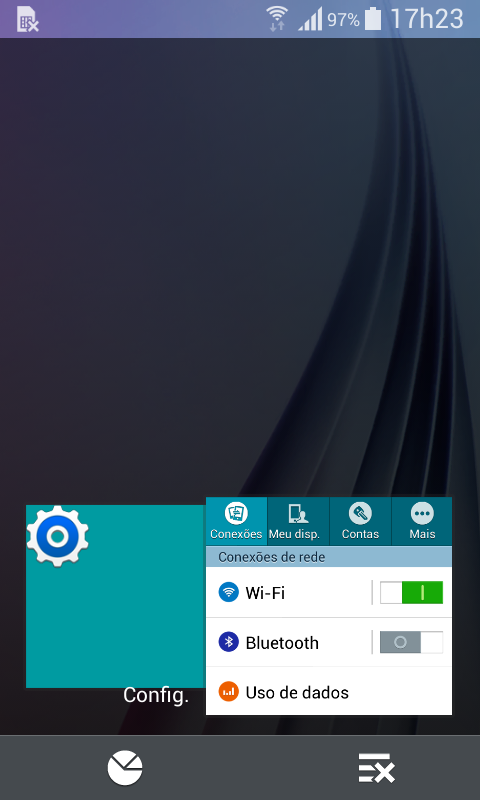 97% 17h23
Conexões Meu disp. Contas Mais
Conexões de rede
Wi-Fi
Bluetooth
Uso de dados
Config.